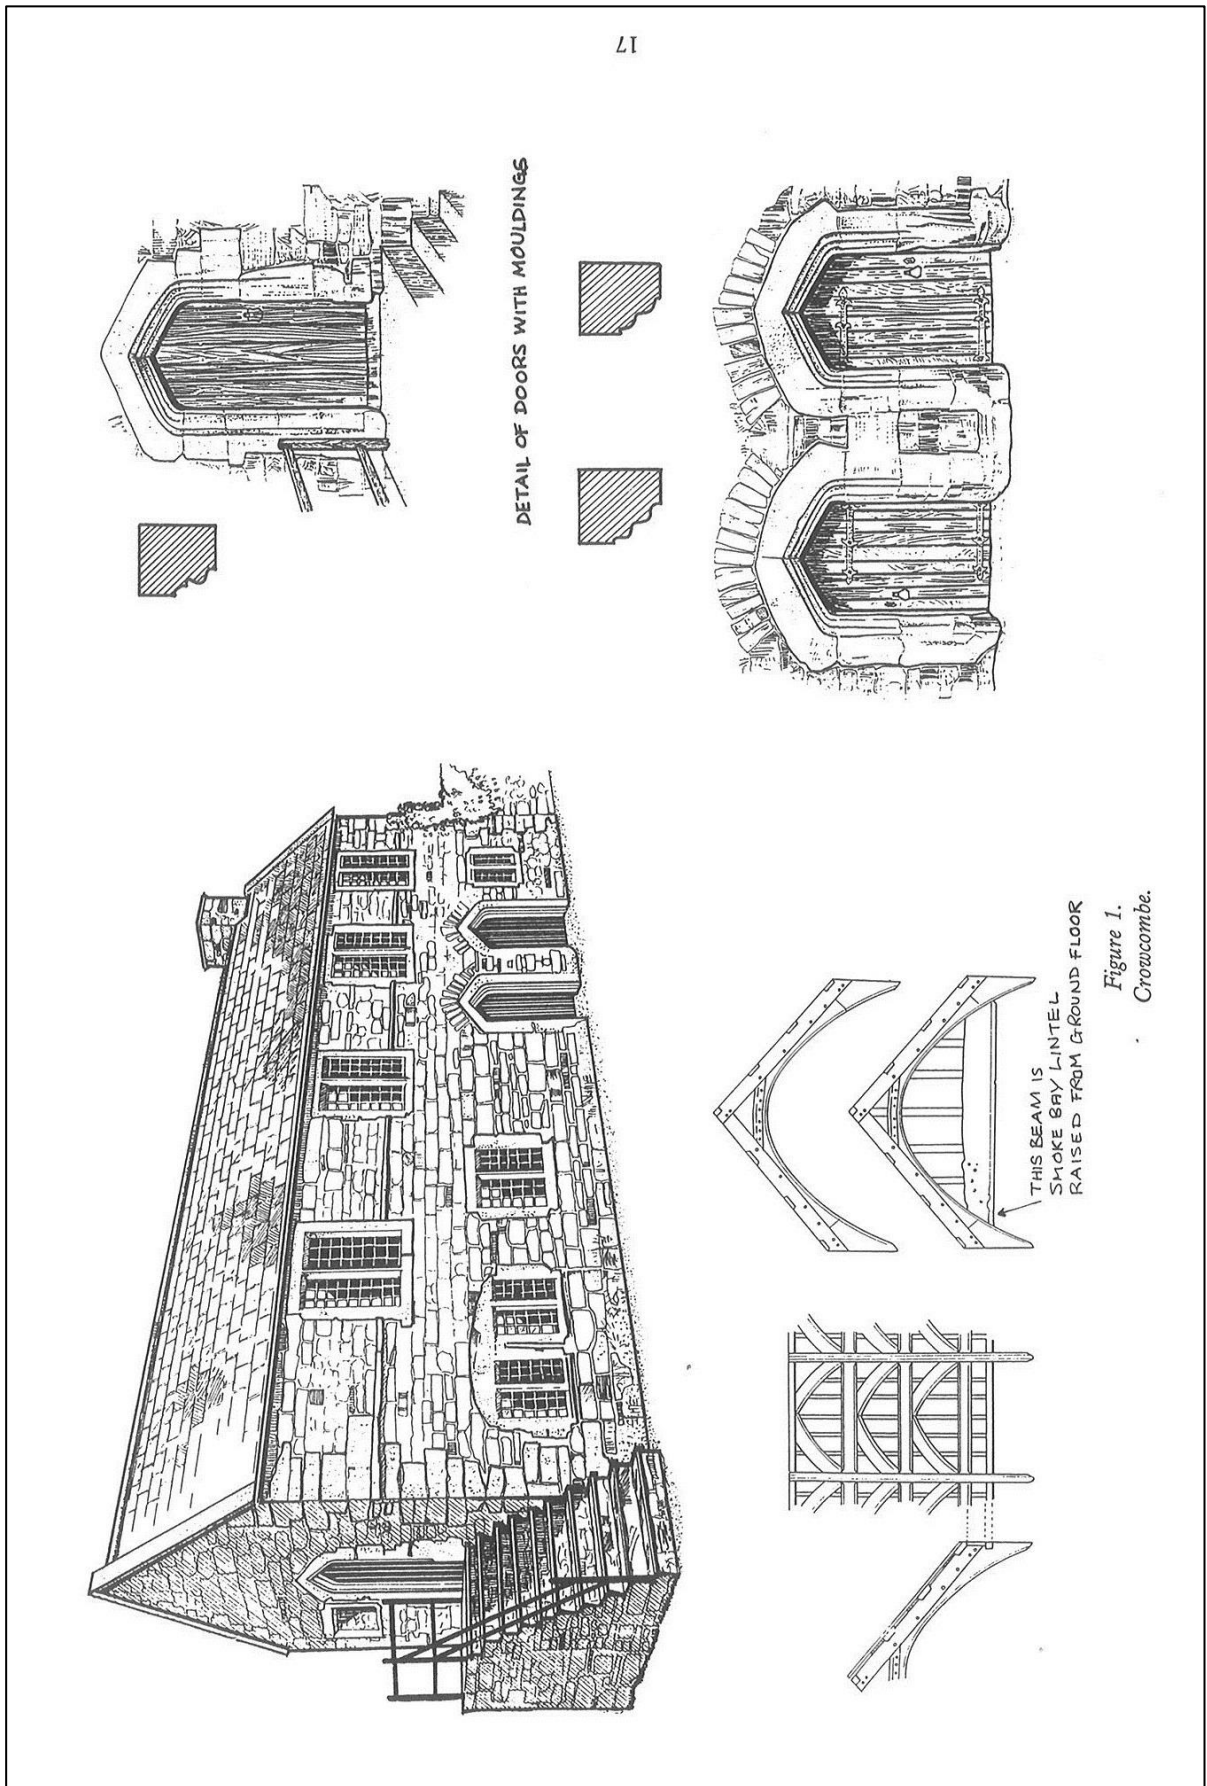 17
DETAIL OF DOORS WITH MOULDINGS
THIS BEAM IS
SMOKE BAY LINTEL
RAISED FROM GROUND FLOOR
Figure 1.
Crowcombe.